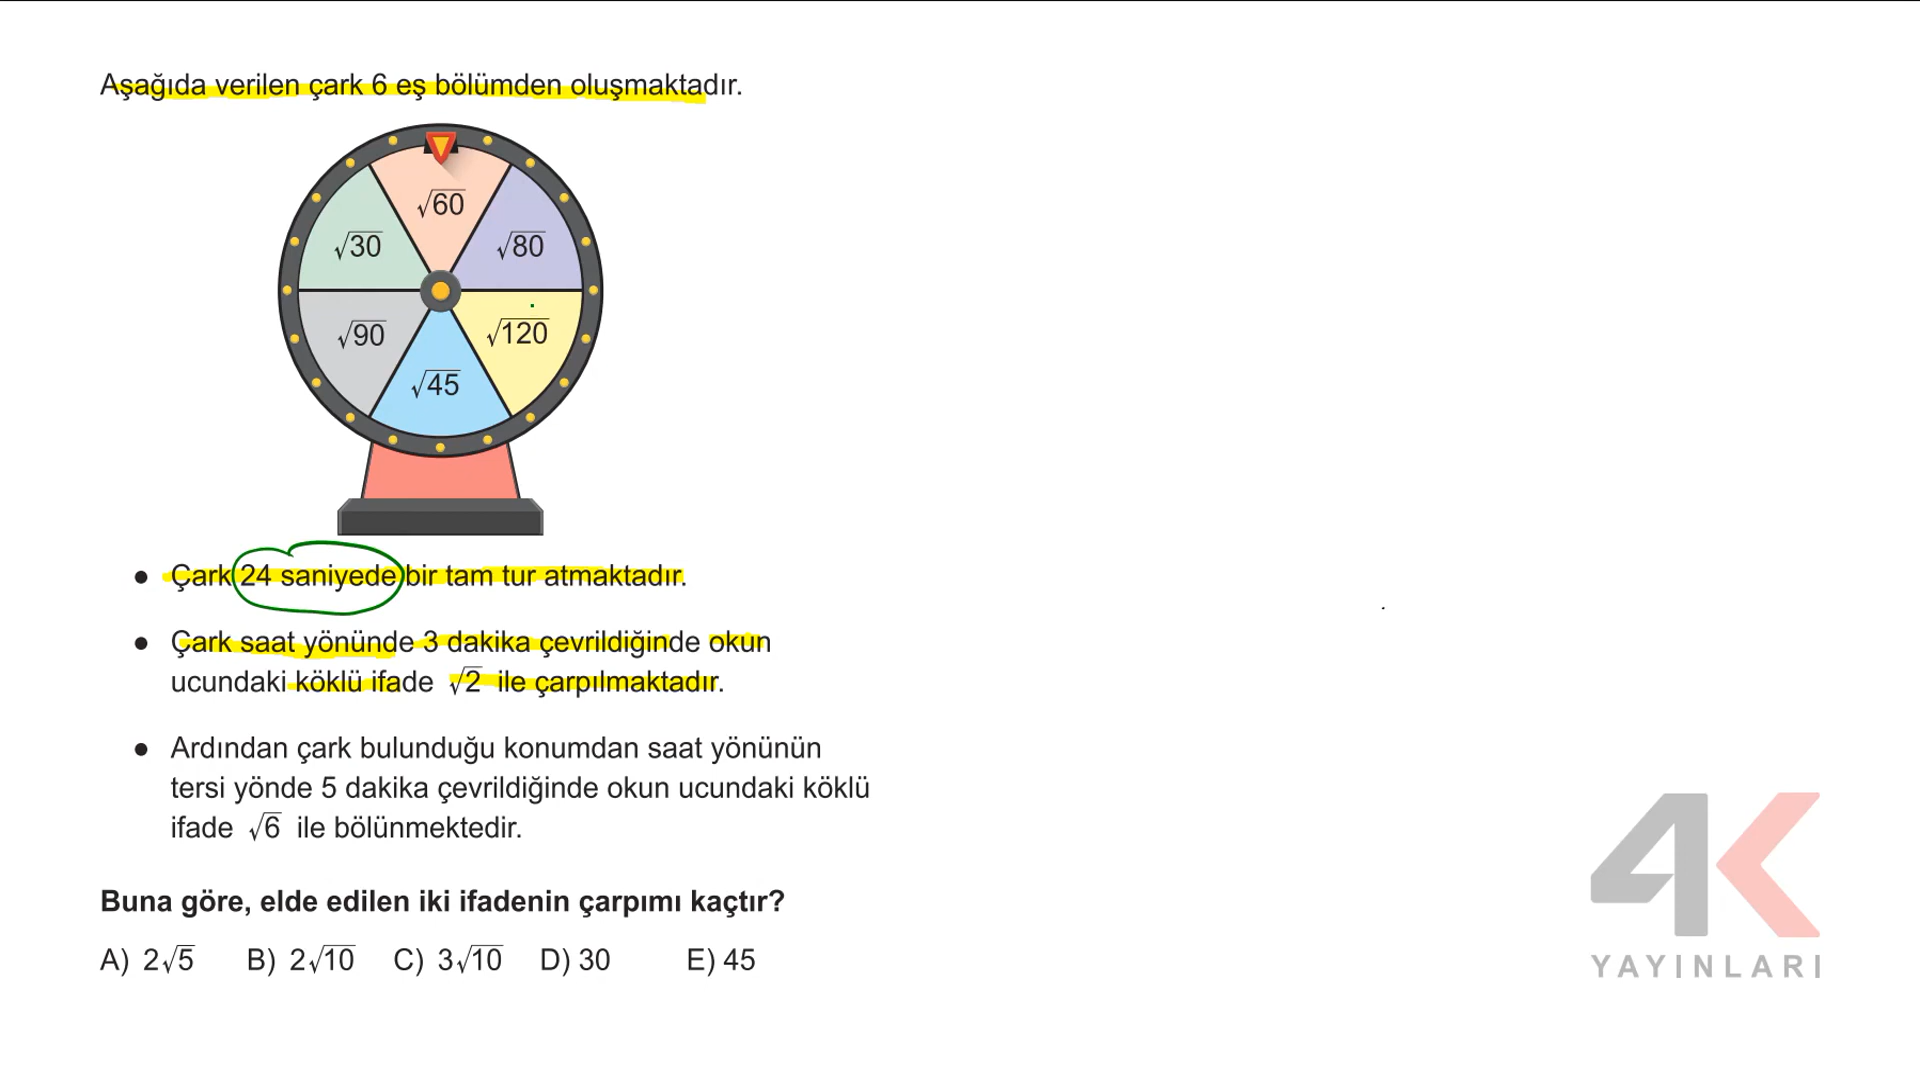 Aşağıda verilen çark 6 eş bölümden oluşmaktadır.
√60
√30
√80
√90
√120
√45
● Çark 24 saniyede bir tam tur atmaktadır.
● Çark saat yönünde 3 dakika çevrildiğinde okun
ucundaki köklü ifade √2 ile çarpılmaktadır.
● Ardından çark bulunduğu konumdan saat yönünün
tersi yönde 5 dakika çevrildiğinde okun ucundaki köklü
ifade √6 ile bölünmektedir.
Buna göre, elde edilen iki ifadenin çarpımı kaçtır?
A) 2√5 B) 2√10 C) 3√10 D) 30 E) 45
4K
YAYINLARI